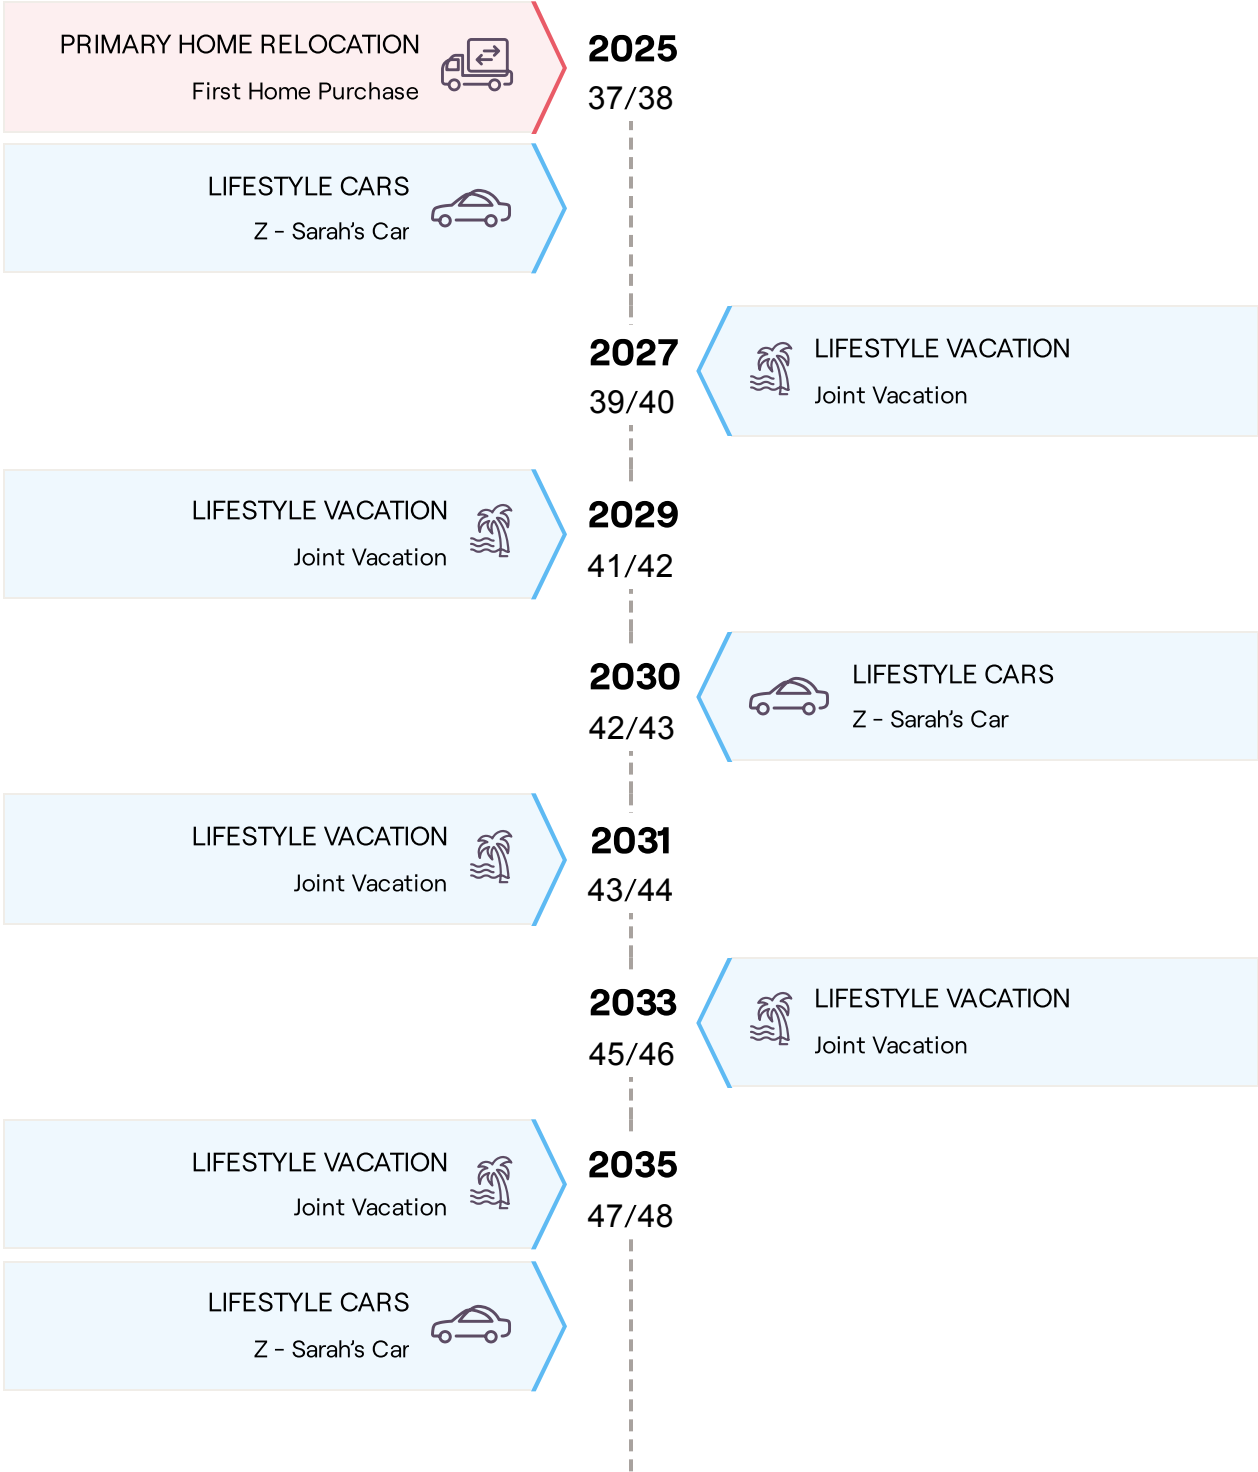 PRIMARY HOME RELOCATION
First Home Purchase
2025
37/38
LIFESTYLE CARS
Z - Sarah's Car
2027
39/40
LIFESTYLE VACATION
Joint Vacation
LIFESTYLE VACATION
Joint Vacation
2029
41/42
2030
42/43
LIFESTYLE CARS
Z - Sarah's Car
LIFESTYLE VACATION
Joint Vacation
2031
43/44
2033
45/46
LIFESTYLE VACATION
Joint Vacation
LIFESTYLE VACATION
Joint Vacation
2035
47/48
LIFESTYLE CARS
Z - Sarah's Car